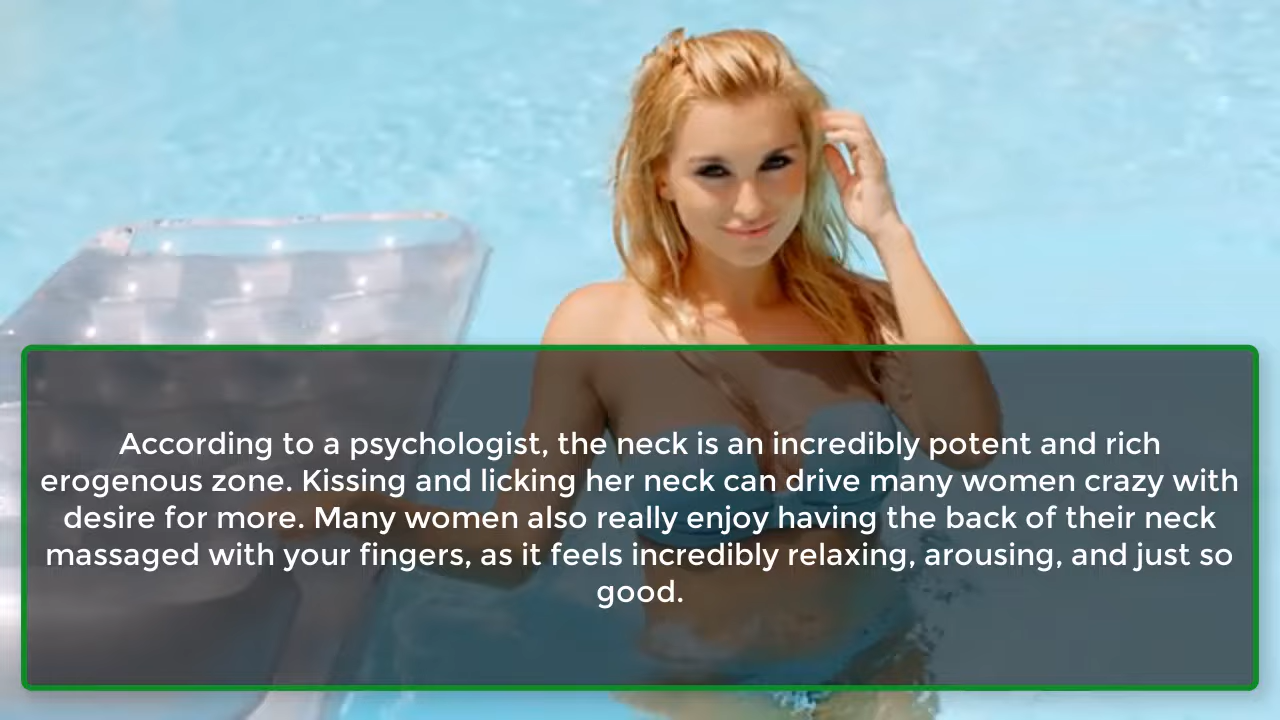 According to a psychologist, the neck is an incredibly potent and rich
erogenous zone. Kissing and licking her neck can drive many women crazy with
desire for more. Many women also really enjoy having the back of their neck
massaged with your fingers, as it feels incredibly relaxing, arousing, and just so
good.